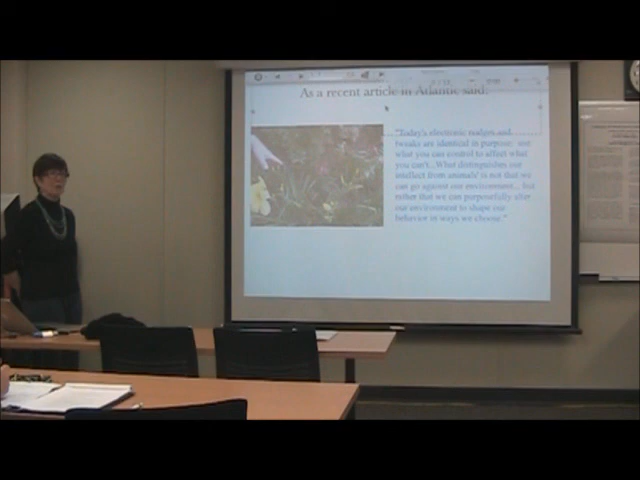 As a recent article in Atlantic said:
"Today's electronic nudges and
tweaks are identical in purpose: use
what you can control to affect what
you can't...What distinguishes our
intellect from animals' is not that we
can go against our environment... but
rather that we can purposefully alter
our environment to shape our
behavior in ways we choose."